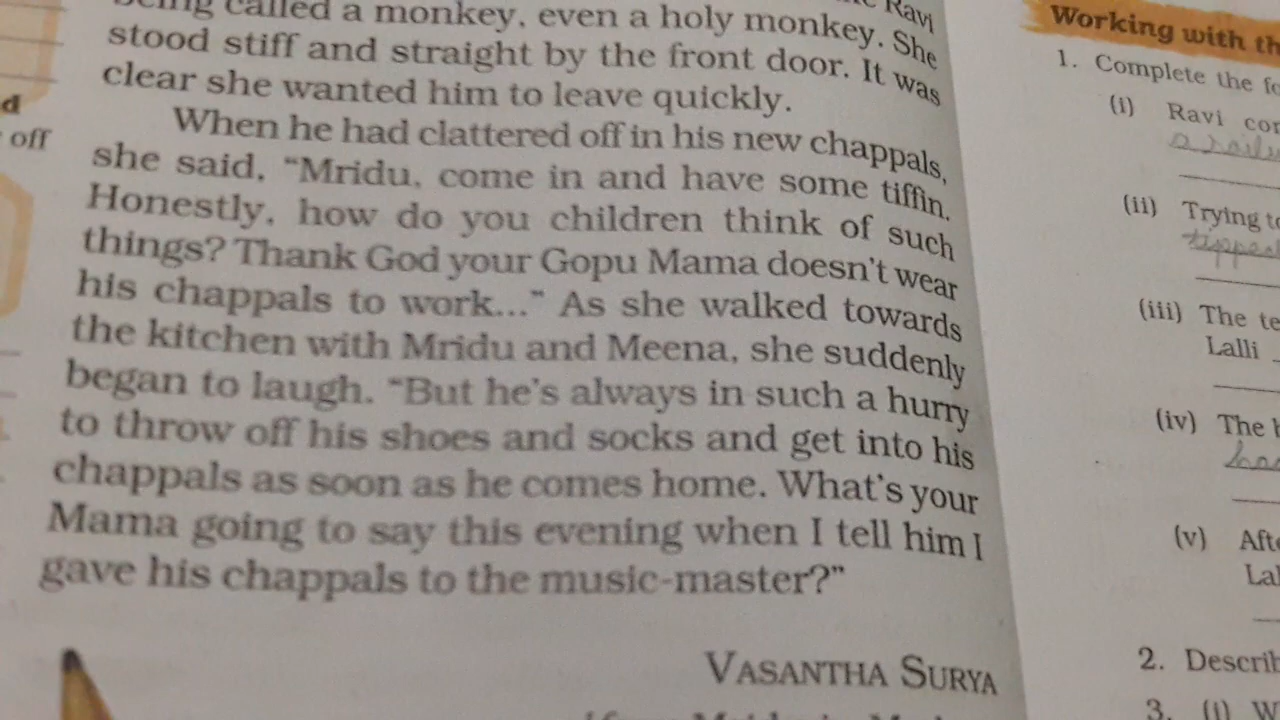 Ravi
being called a monkey, even a holy monkey. She
stood stiff and straight by the front door. It was
clear she wanted him to leave quickly.
When he had clattered off in his new chappals,
she said, “Mridu, come in and have some tiffin.
Honestly, how do you children think of such
things? Thank God your Gopu Mama doesn’t wear
his chappals to work...” As she walked towards
the kitchen with Mridu and Meena, she suddenly
began to laugh. “But he’s always in such a hurry
to throw off his shoes and socks and get into his
chappals as soon as he comes home. What’s your
Mama going to say this evening when I tell him I
gave his chappals to the music-master?”
VASANTHA SURYA
d
off
Working with th
1. Complete the fo
(i) Ravi
(ii) Trying to
(iii) The te
Lalli
(iv) The
(v) Aft
Lal
2. Descri
3. (i) W